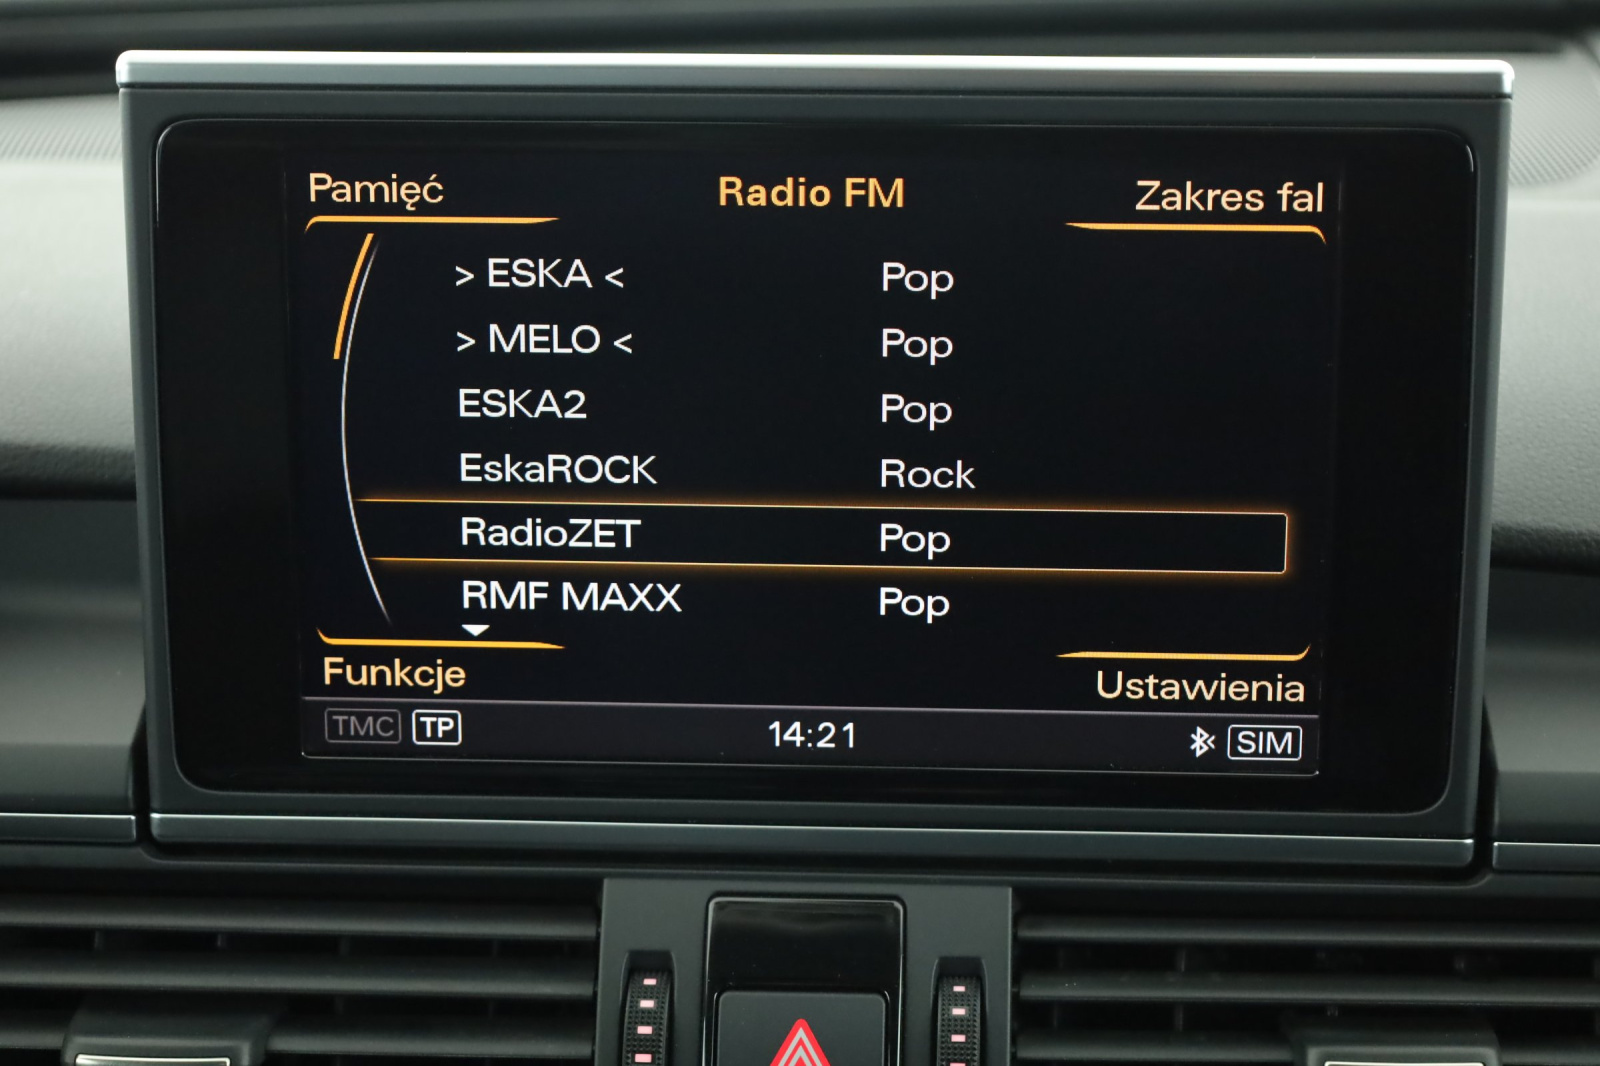 Pamięć Radio FM Zakres fal
> ESKA < Pop
> MELO < Pop
ESKA2 Pop
EskaROCK Rock
RadioZET Pop
RMF MAXX Pop
Funkcje Ustawienia
TMC TP 14:21 SIM